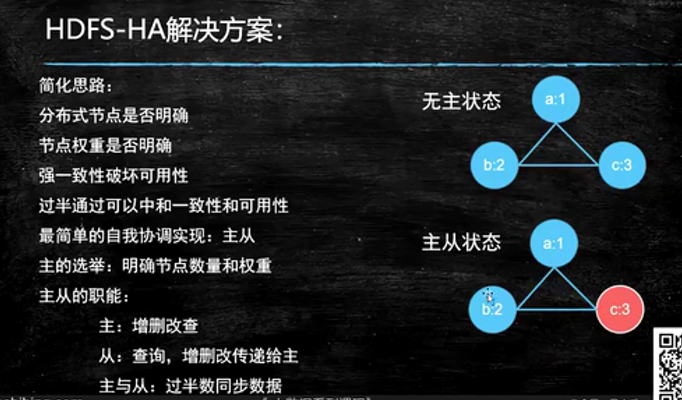 HDFS-HA解决方案：
简化思路：
分布式节点是否明确
节点权重是否明确
强一致性破坏可用性
过半通过可以中和一致性和可用性
最简单的自我协调实现：主从
主的选举：明确节点数量和权重
主从的职能：
主：增删改查
从：查询，增删改传递给主
主与从：过半数同步数据
无主状态
a:1
b:2
c:3
主从状态
a:1
b:2
c:3